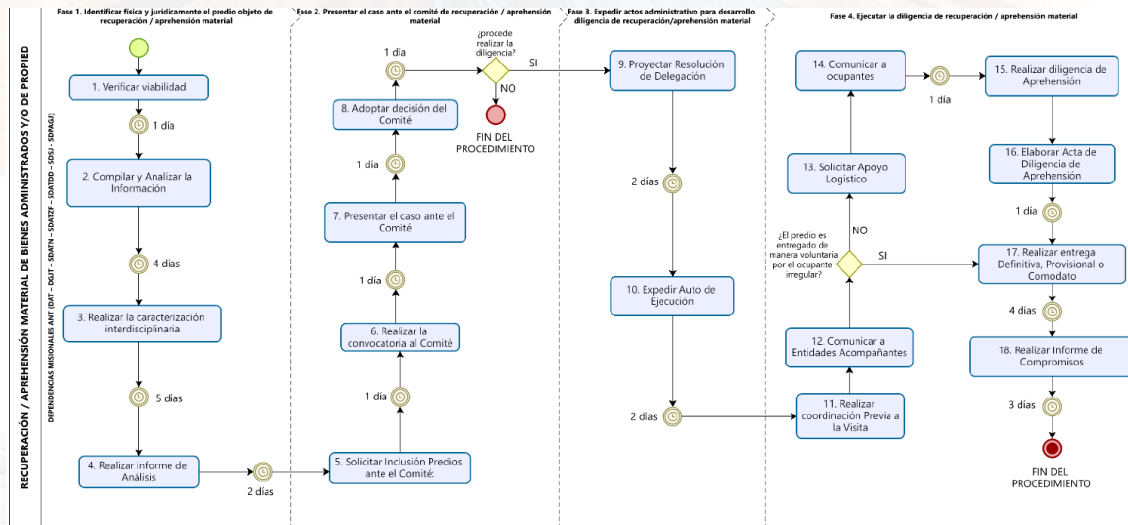 RECUPERACIÓN / APREHENSIÓN MATERIAL DE BIENES ADMINISTRADOS Y/O DE PROPIED
DEPENDENCIAS MISIONALES ANT (DAT - DGJT - SDATN - SDATZF - SDATDD - SDSJ - SDPAGJ)
Fase 1. Identificar física y jurídicamente el predio objeto de
recuperación / aprehensión material
1. Verificar viabilidad
1 día
2. Compilar y Analizar la
Información
4 días
3. Realizar la caracterización
interdisciplinaria
5 días
4. Realizar informe de
Análisis
2 días
Fase 2. Presentar el caso ante el comité de recuperación / aprehensión
material
5. Solicitar Inclusión Predios
ante el Comité:
1 día
6. Realizar la
convocatoria al Comité
1 día
7. Presentar el caso ante el
Comité
1 día
8. Adoptar decisión del
Comité
1 día
¿procede
realizar la
diligencia?
SI
NO
FIN DEL
PROCEDIMIENTO
Fase 3. Expedir actos administrativo para desarrollo
diligencia de recuperación/aprehensión material
9. Proyectar Resolución
de Delegación
2 días
10. Expedir Auto de
Ejecución
2 días
Fase 4. Ejecutar la diligencia de recuperación / aprehensión material
11. Realizar
coordinación Previa a
la Visita
12. Comunicar a
Entidades Acompañantes
¿El predio es
entregado de
manera voluntaria
por el ocupante
irregular?
NO
SI
13. Solicitar Apoyo
Logístico
14. Comunicar a
ocupantes
1 día
15. Realizar diligencia de
Aprehensión
16. Elaborar Acta de
Diligencia de
Aprehensión
1 día
17. Realizar entrega
Definitiva, Provisional o
Comodato
4 días
18. Realizar Informe de
Compromisos
3 días
FIN DEL
PROCEDIMIENTO